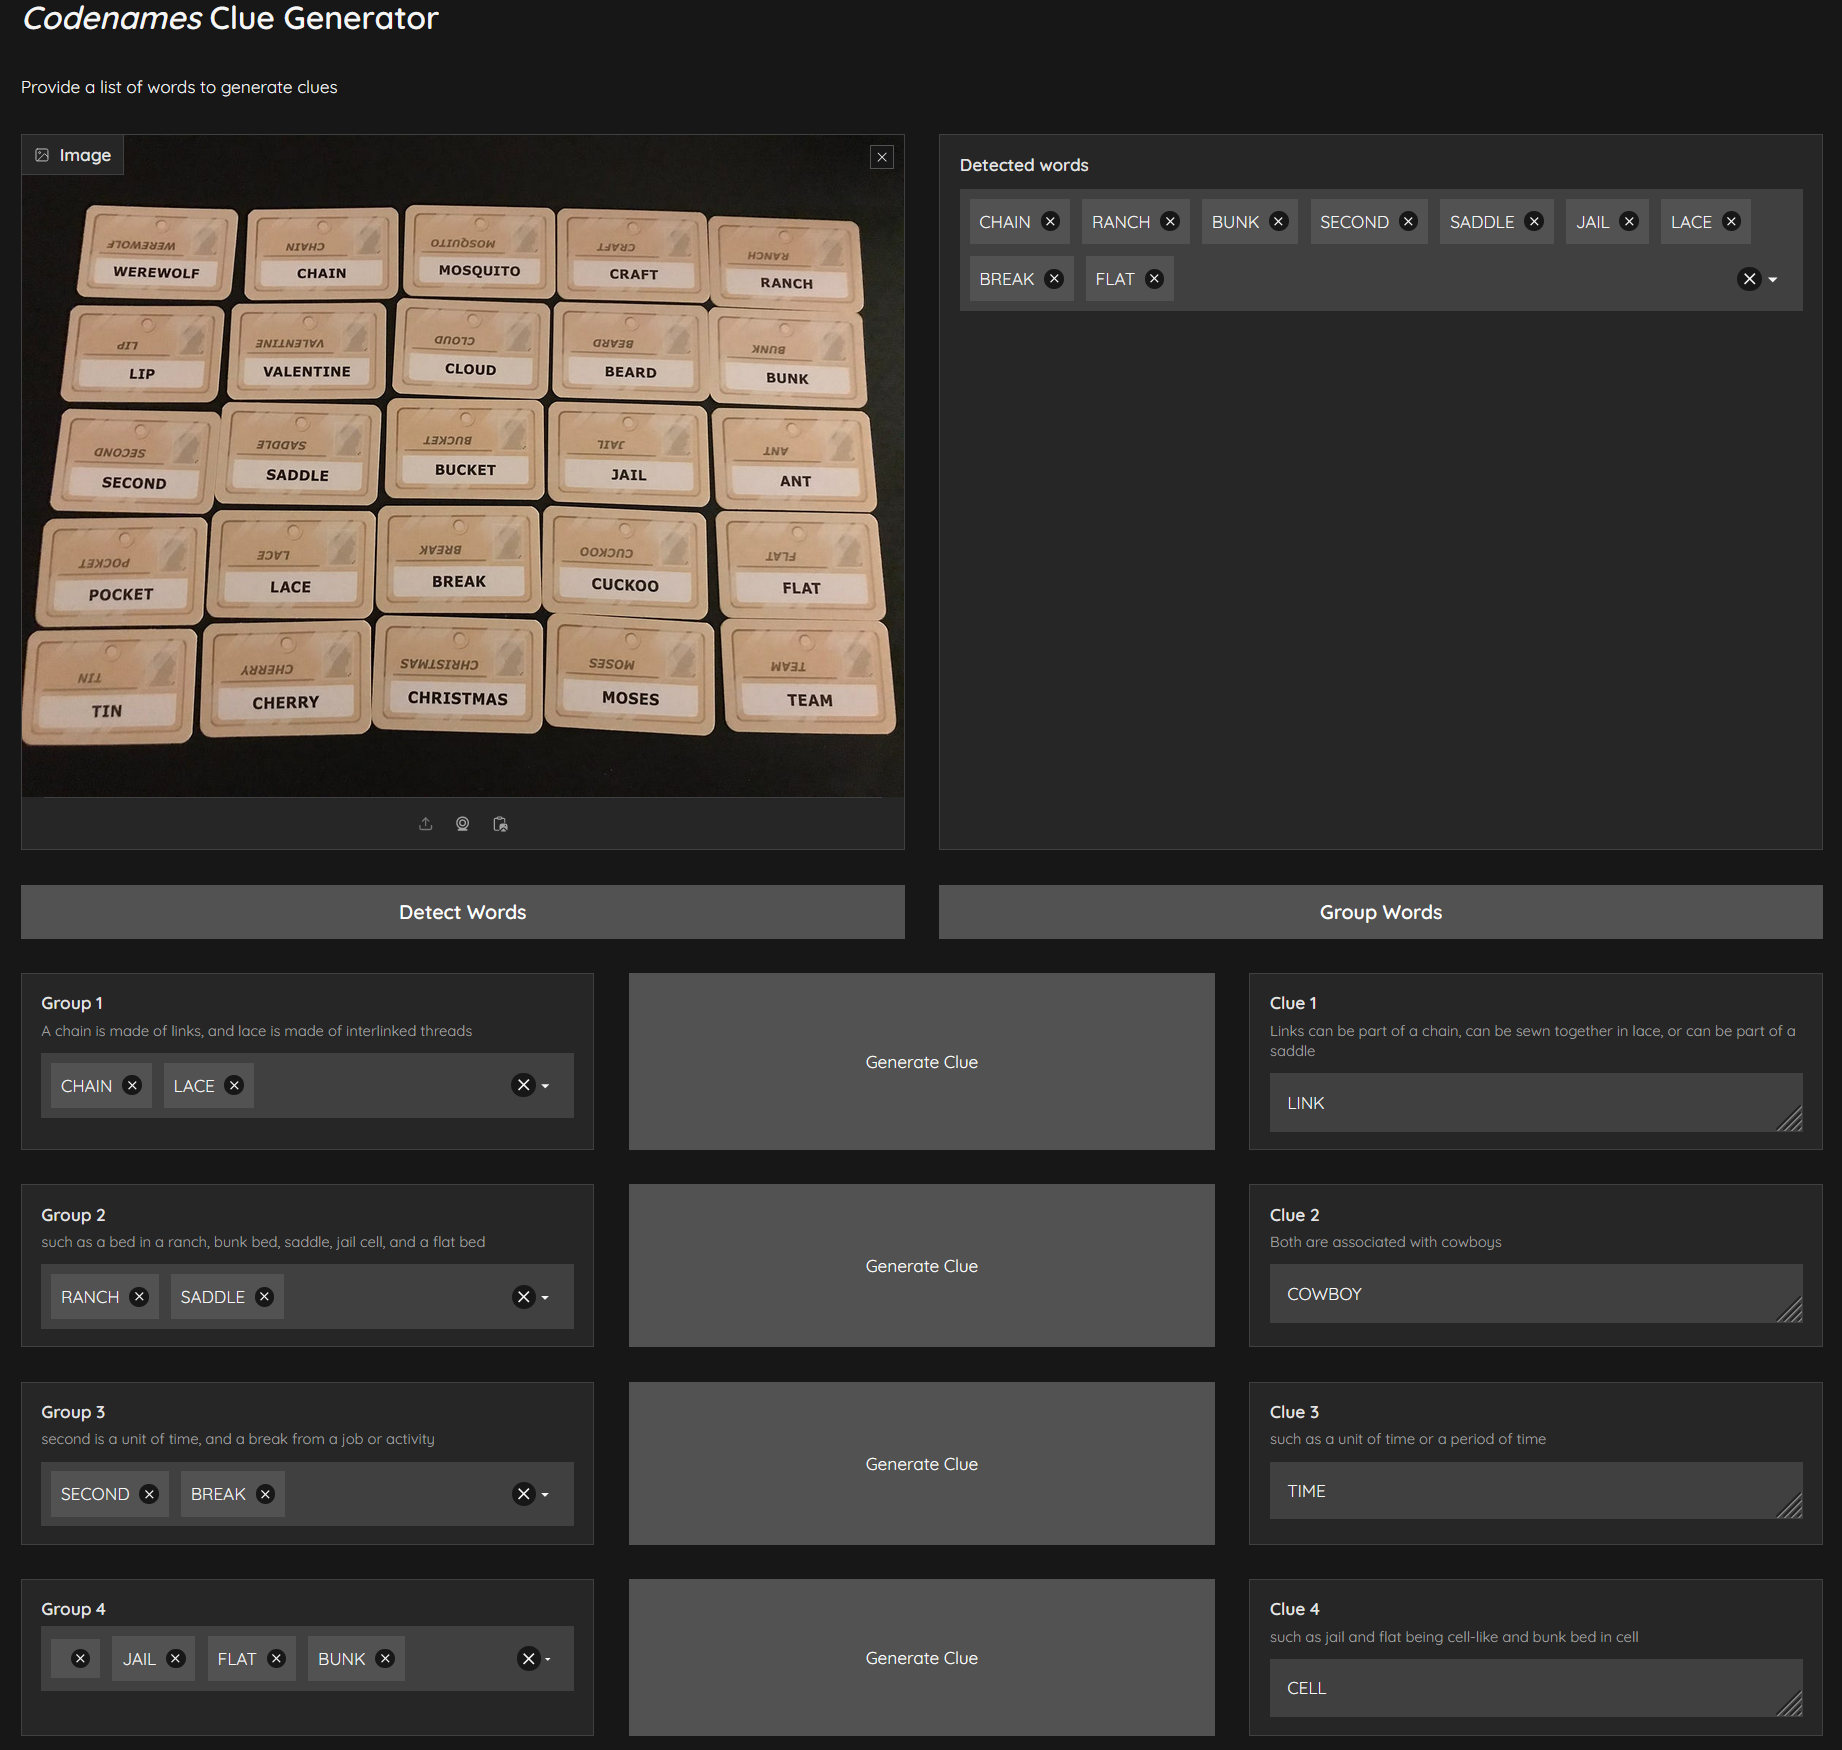 Codenames Clue Generator
Provide a list of words to generate clues
Image
WEREWOLF CHAIN MOSQUITO CRAFT RANCH
WEREWOLF CHAIN MOSQUITO CRAFT RANCH
LIP VALENTINE CLOUD BEARD BUNK
LIP VALENTINE CLOUD BEARD BUNK
SECOND SADDLE BUCKET JAIL ANT
SECOND SADDLE BUCKET JAIL ANT
POCKET LACE BREAK CUCKOO FLAT
POCKET LACE BREAK CUCKOO FLAT
TIN CHERRY CHRISTMAS MOSES TEAM
TIN CHERRY CHRISTMAS MOSES TEAM
Detected words
CHAIN RANCH BUNK SECOND SADDLE JAIL LACE
BREAK FLAT
Detect Words
Group Words
Group 1
A chain is made of links, and lace is made of interlinked threads
CHAIN LACE
Generate Clue
Clue 1
Links can be part of a chain, can be sewn together in lace, or can be part of a
saddle
LINK
Group 2
such as a bed in a ranch, bunk bed, saddle, jail cell, and a flat bed
RANCH SADDLE
Generate Clue
Clue 2
Both are associated with cowboys
COWBOY
Group 3
second is a unit of time, and a break from a job or activity
SECOND BREAK
Generate Clue
Clue 3
such as a unit of time or a period of time
TIME
Group 4
JAIL FLAT BUNK
Generate Clue
Clue 4
such as jail and flat being cell-like and bunk bed in cell
CELL